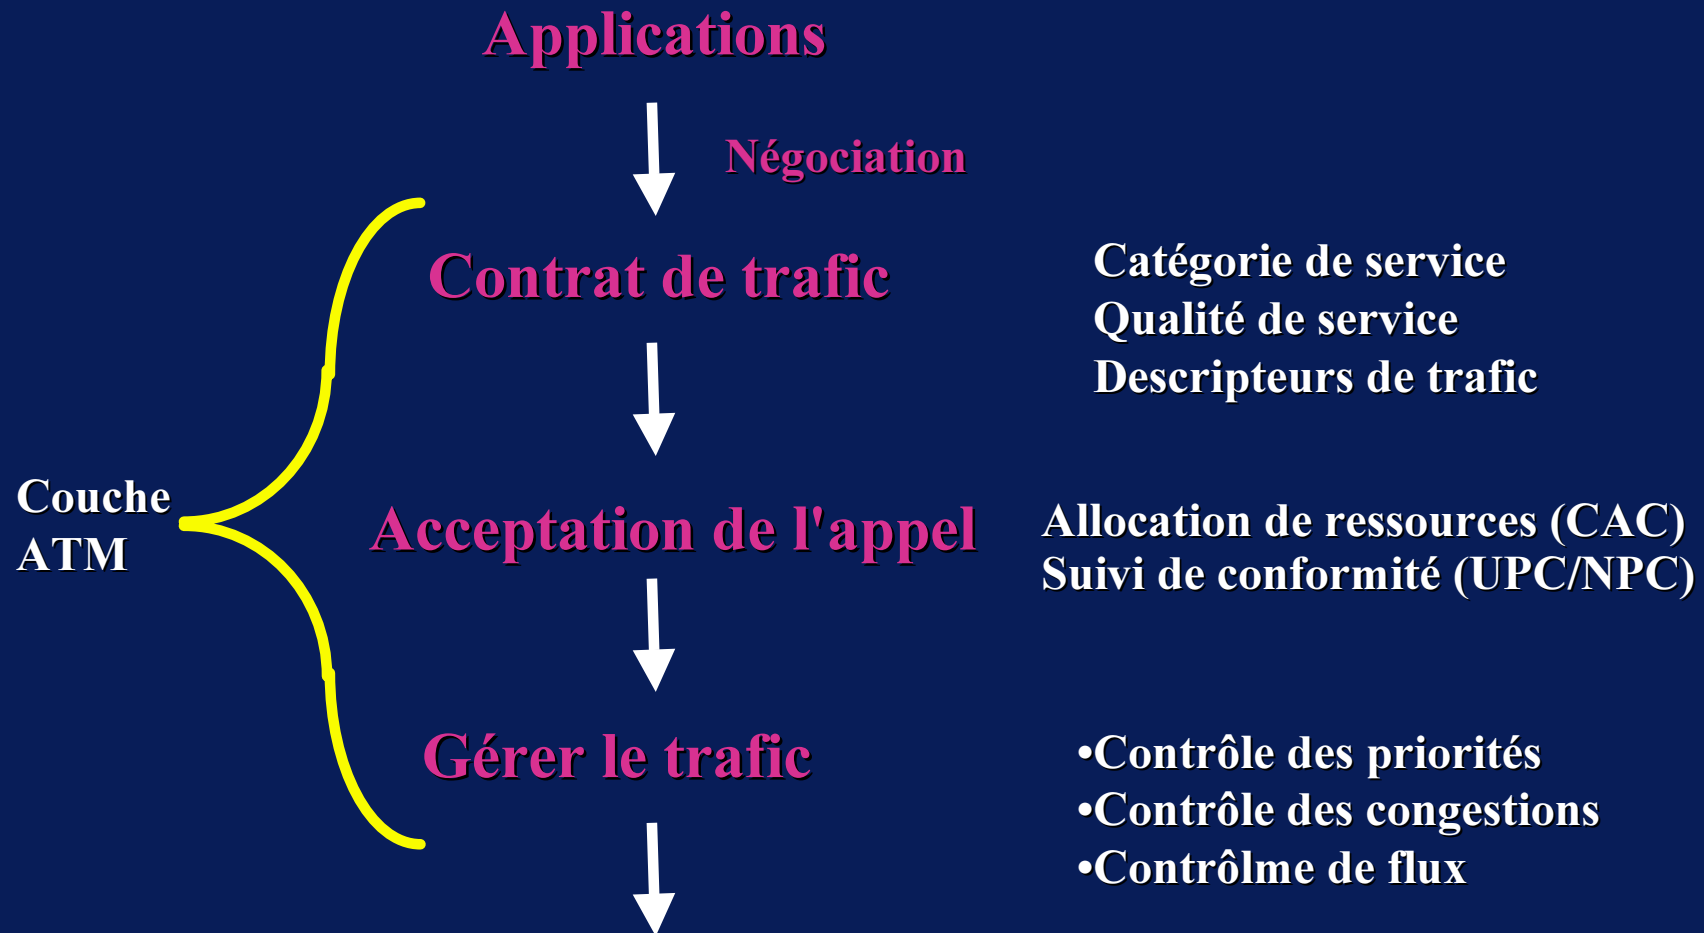 Applications
Négociation
Contrat de trafic
Catégorie de service
Qualité de service
Descripteurs de trafic
Couche
ATM
Acceptation de l'appel
Allocation de ressources (CAC)
Suivi de conformité (UPC/NPC)
Gérer le trafic
•Contrôle des priorités
•Contrôle des congestions
•Contrôlme de flux